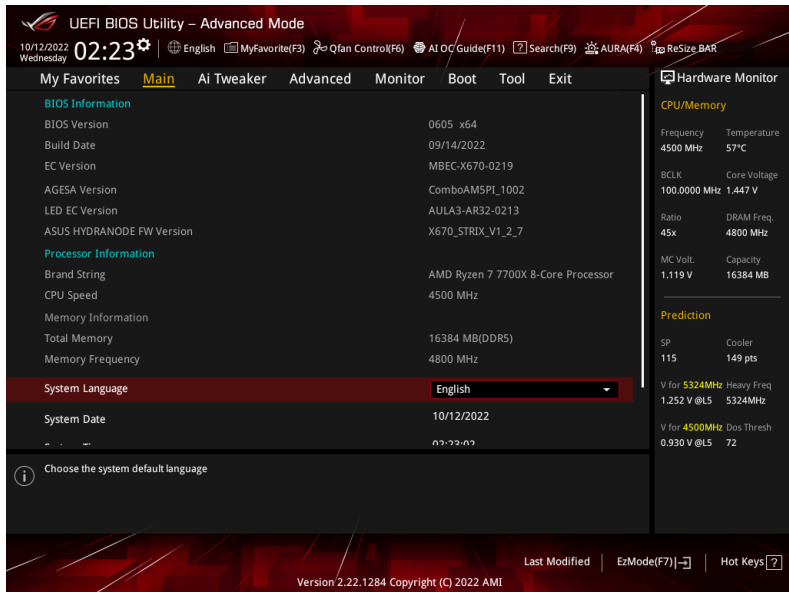 UEFI BIOS Utility – Advanced Mode
10/12/2022 Wednesday 02:23 English MyFavorite(F3) Qfan Control(F6) AI OC Guide(F11) ? Search(F9) AURA(F4) ReSize BAR
My Favorites Main Ai Tweaker Advanced Monitor Boot Tool Exit
BIOS Information
BIOS Version 0605 x64
Build Date 09/14/2022
EC Version MBEC-X670-0219
AGESA Version ComboAM5PI_1002
LED EC Version AULA3-AR32-0213
ASUS HYDRANODE FW Version X670_STRIX_V1_2_7
Processor Information
Brand String AMD Ryzen 7 7700X 8-Core Processor
CPU Speed 4500 MHz
Memory Information
Total Memory 16384 MB(DDR5)
Memory Frequency 4800 MHz
System Language English
System Date 10/12/2022
Choose the system default language
Hardware Monitor
CPU/Memory
Frequency Temperature
4500 MHz 57°C
BCLK Core Voltage
100.0000 MHz 1.447 V
Ratio DRAM Freq.
45x 4800 MHz
MC Volt. Capacity
1.119 V 16384 MB
Prediction
SP Cooler
115 149 pts
V for 5324MHz Heavy Freq
1.252 V @L5 5324MHz
V for 4500MHz Dos Thresh
0.930 V @L5 72
Last Modified EzMode(F7) Hot Keys ?
Version 2.22.1284 Copyright (C) 2022 AMI